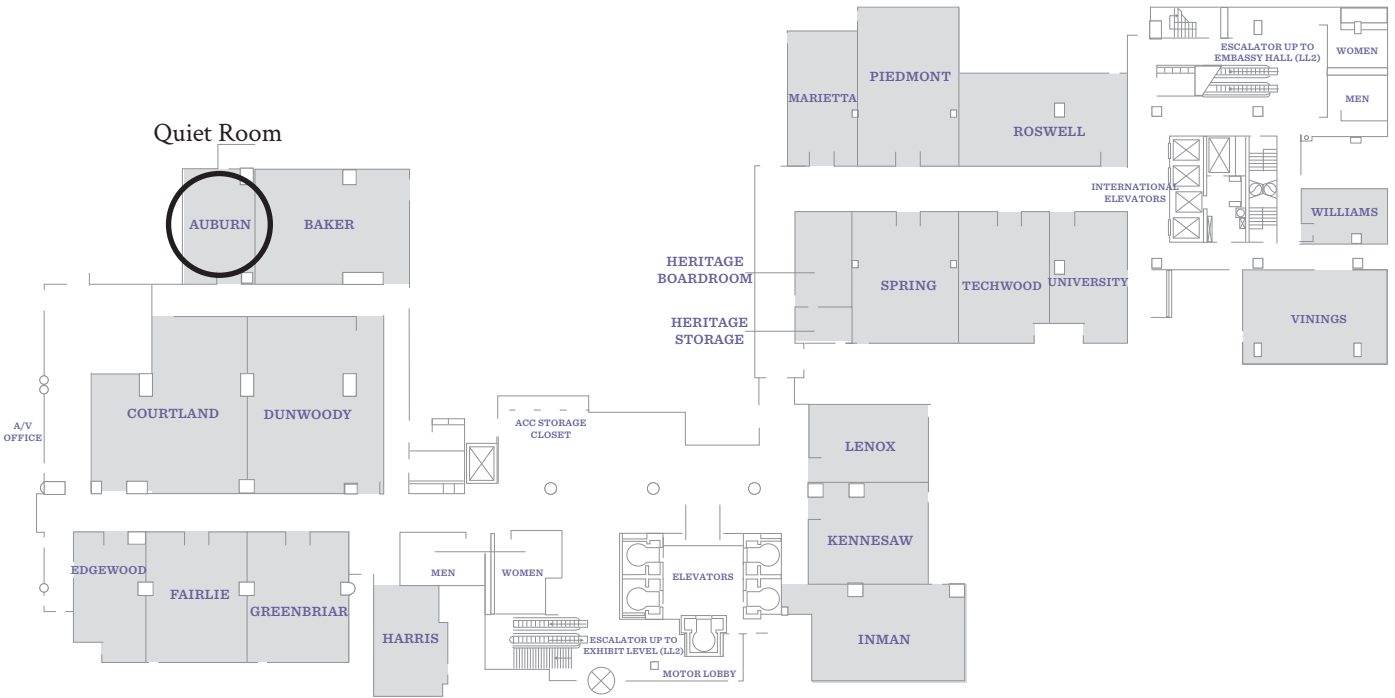 ESCALATOR UP TO
EMBASSY HALL (LL2)
WOMEN
MEN
MARIETTA
PIEDMONT
ROSWELL
Quiet Room
AUBURN
BAKER
INTERNATIONAL
ELEVATORS
WILLIAMS
HERITAGE
BOARDROOM
SPRING
TECHWOOD
UNIVERSITY
VININGS
HERITAGE
STORAGE
COURTLAND
DUNWOODY
A/V
OFFICE
ACC STORAGE
CLOSET
LENOX
KENNESAW
EDGEWOOD
FAIRLIE
GREENBRIAR
MEN
WOMEN
ELEVATORS
HARRIS
ESCALATOR UP TO
EXHIBIT LEVEL (LL2)
MOTOR LOBBY
INMAN